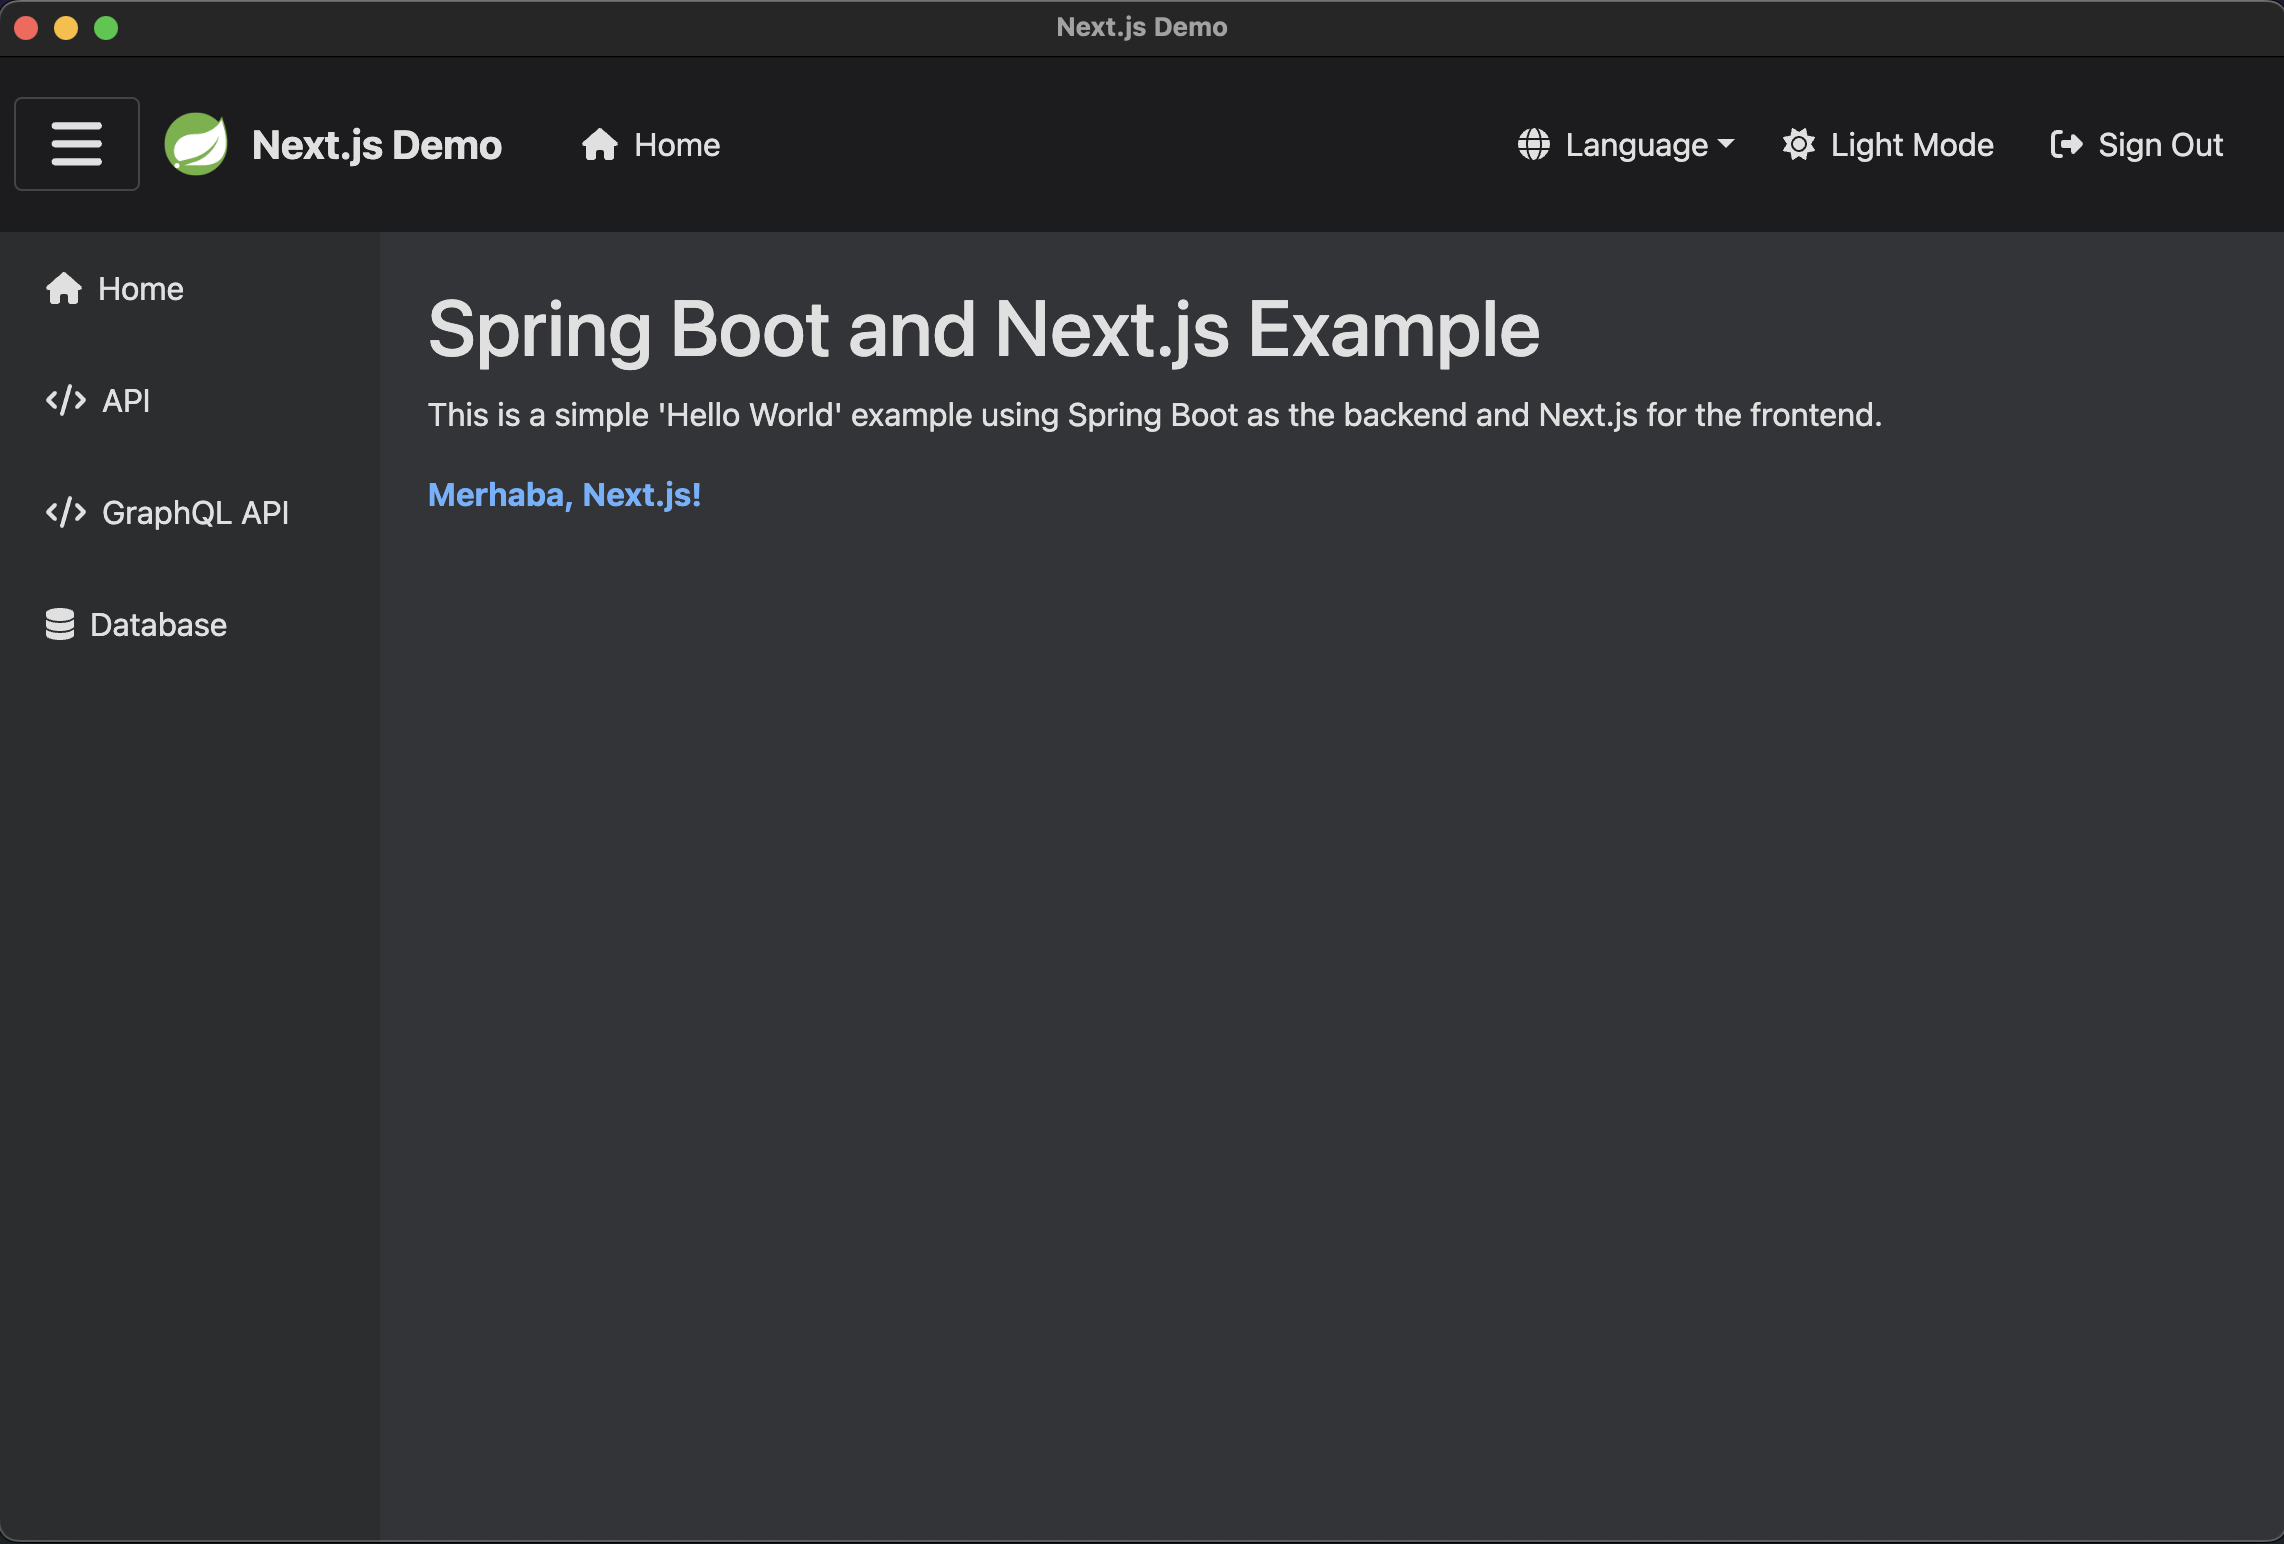 Next.js Demo
Next.js Demo
Home
Language
Light Mode
Sign Out
Home
API
GraphQL API
Database
Spring Boot and Next.js Example
This is a simple 'Hello World' example using Spring Boot as the backend and Next.js for the frontend.
Merhaba, Next.js!